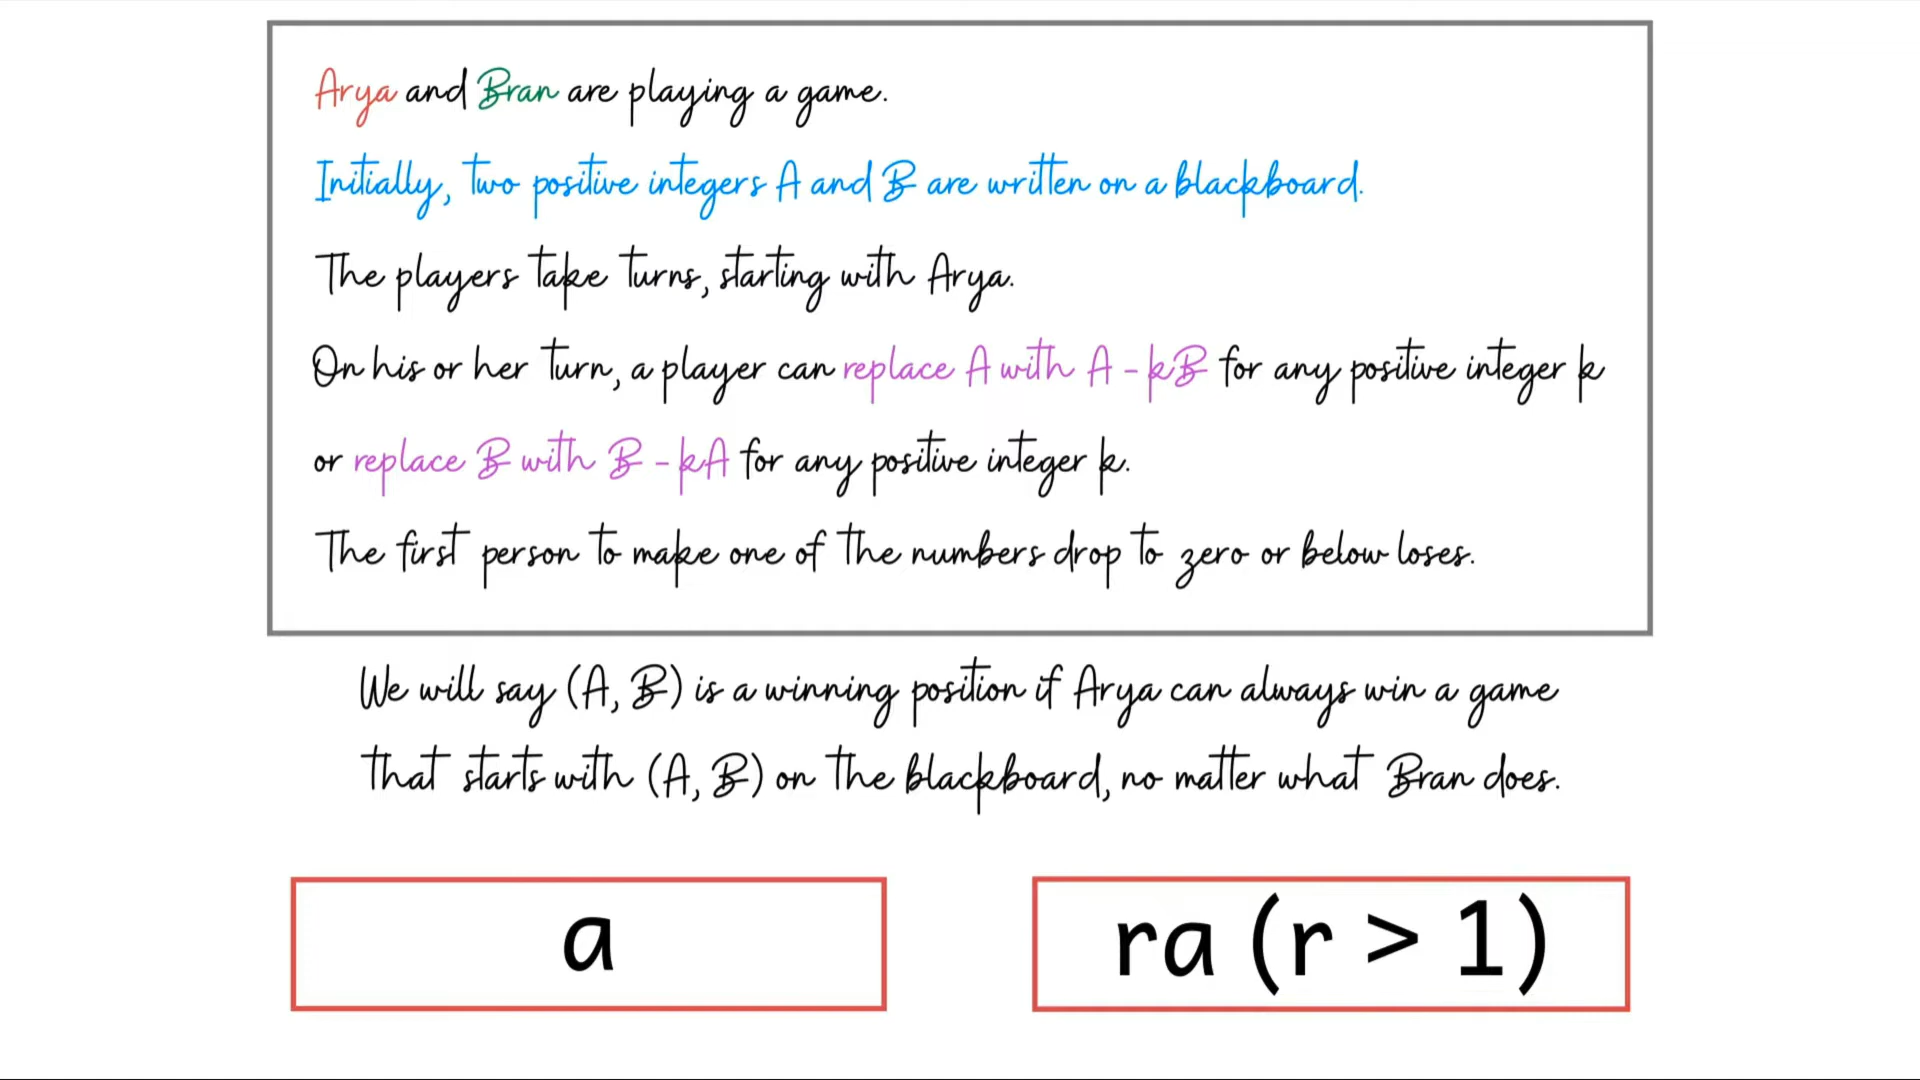 Arya and Bran are playing a game.
Initially, two positive integers A and B are written on a blackboard.
The players take turns, starting with Arya.
On his or her turn, a player can replace A with A - kB for any positive integer k
or replace B with B - kA for any positive integer k.
The first person to make one of the numbers drop to zero or below loses.
We will say (A, B) is a winning position if Arya can always win a game
that starts with (A, B) on the blackboard, no matter what Bran does.
a
ra (r > 1)